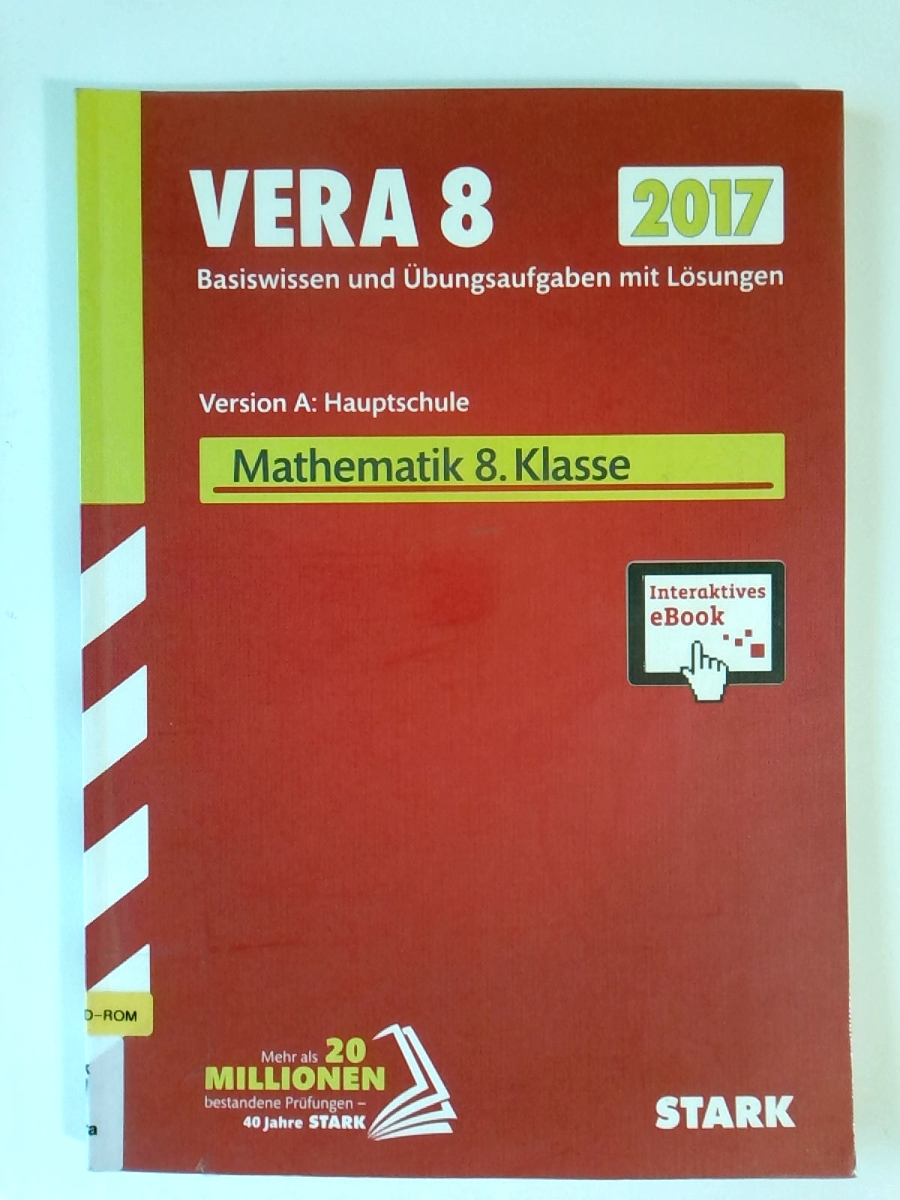 VERA 8
2017
Basiswissen und Übungsaufgaben mit Lösungen
Version A: Hauptschule
Mathematik 8. Klasse
Interaktives
eBook
D-ROM
Mehr als 20
MILLIONEN
bestandene Prüfungen –
40 Jahre STARK
STARK